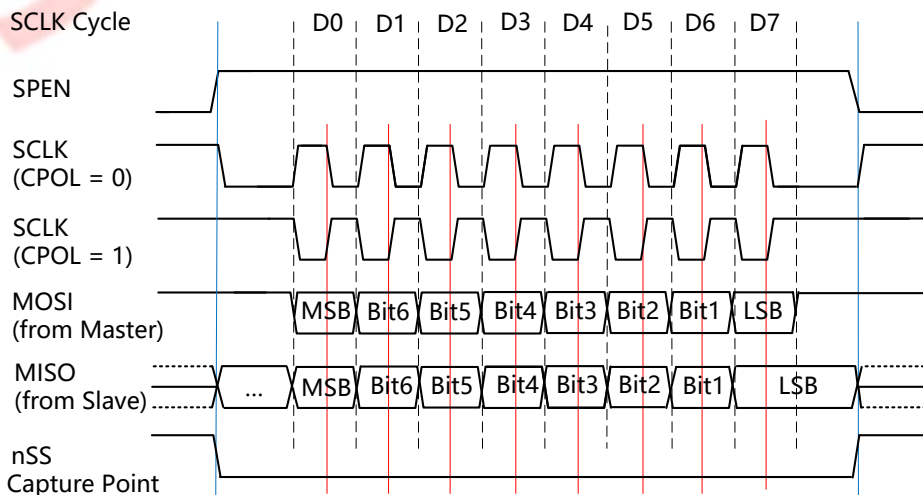 SCLK Cycle D0 D1 D2 D3 D4 D5 D6 D7
SPEN
SCLK
(CPOL = 0)
SCLK
(CPOL = 1)
MOSI
(from Master)
MSB Bit6 Bit5 Bit4 Bit3 Bit2 Bit1 LSB
MISO
(from Slave)
... MSB Bit6 Bit5 Bit4 Bit3 Bit2 Bit1 LSB
nSS
Capture Point